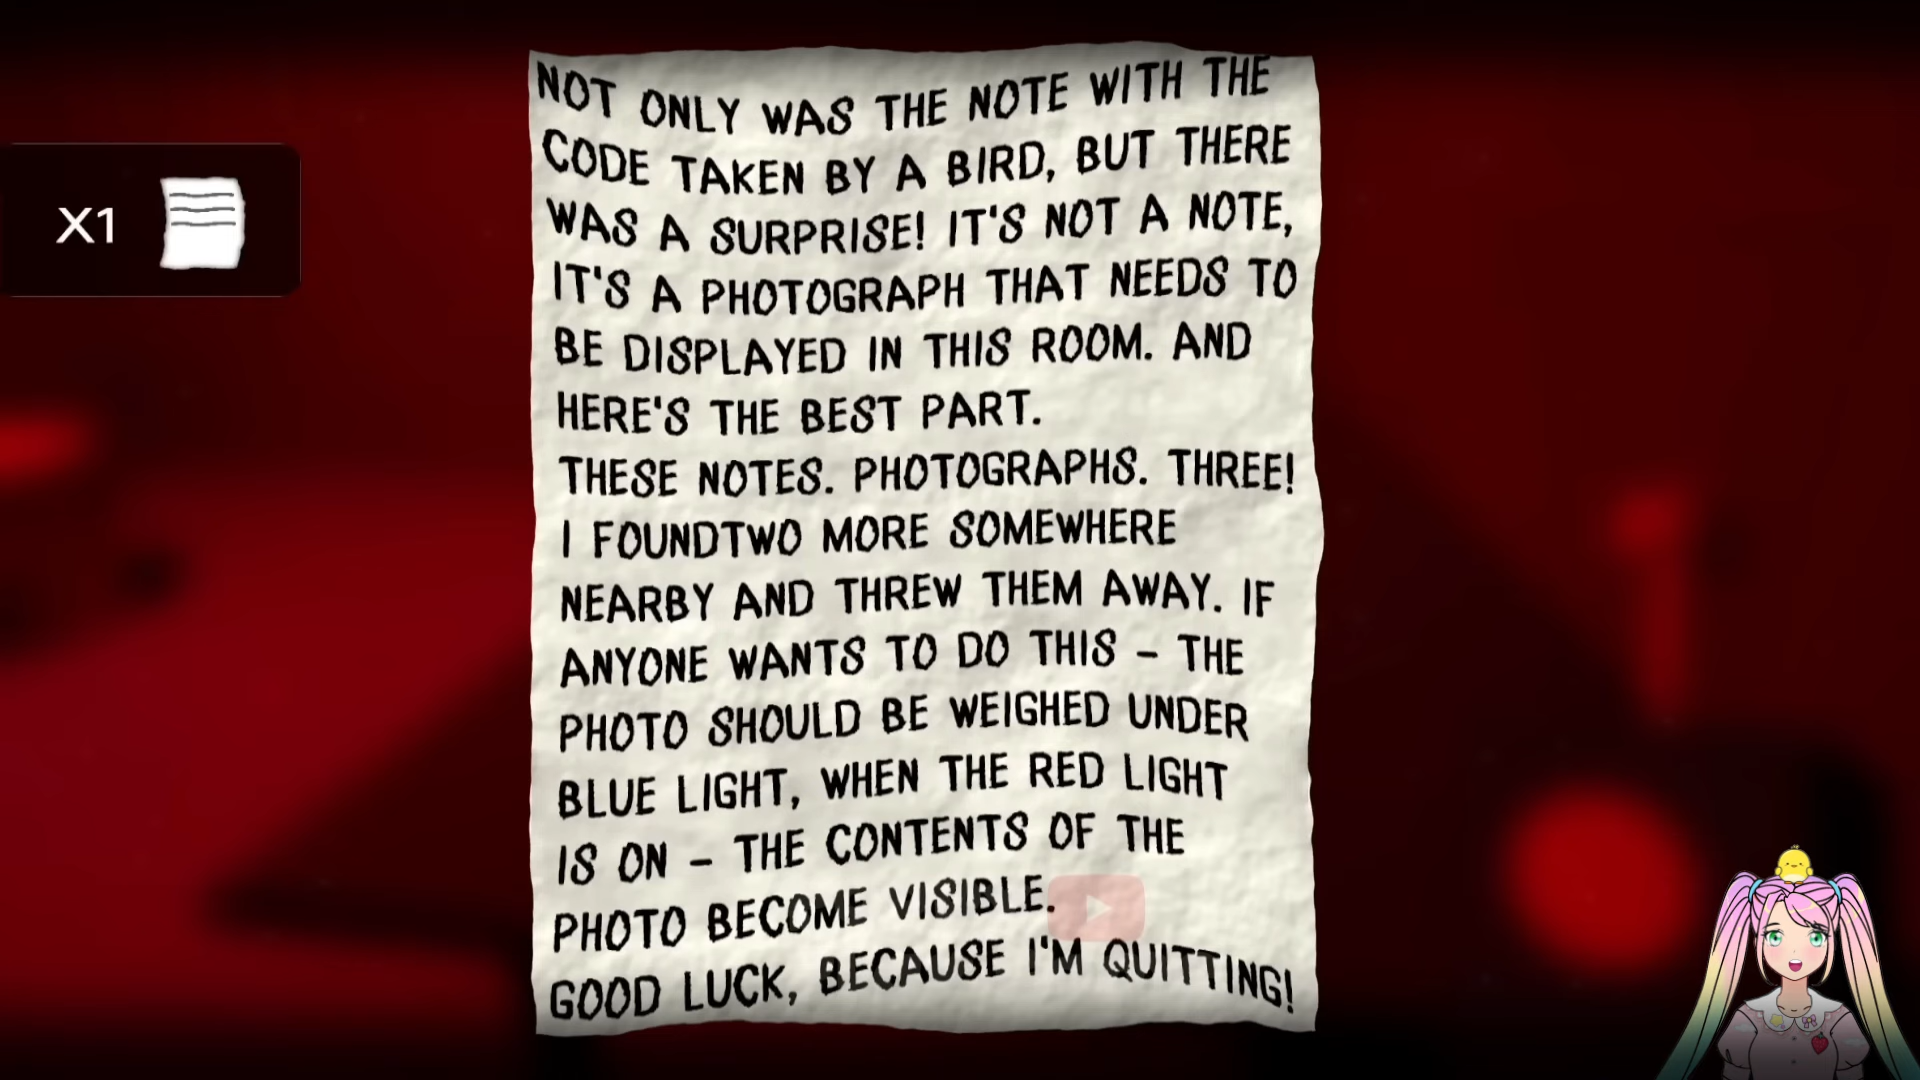 NOT ONLY WAS THE NOTE WITH THE
CODE TAKEN BY A BIRD, BUT THERE
WAS A SURPRISE! IT'S NOT A NOTE,
IT'S A PHOTOGRAPH THAT NEEDS TO
BE DISPLAYED IN THIS ROOM. AND
HERE'S THE BEST PART.
THESE NOTES. PHOTOGRAPHS. THREE!
I FOUNDTWO MORE SOMEWHERE
NEARBY AND THREW THEM AWAY. IF
ANYONE WANTS TO DO THIS – THE
PHOTO SHOULD BE WEIGHED UNDER
BLUE LIGHT, WHEN THE RED LIGHT
IS ON – THE CONTENTS OF THE
PHOTO BECOME VISIBLE.
GOOD LUCK, BECAUSE I'M QUITTING!
X1